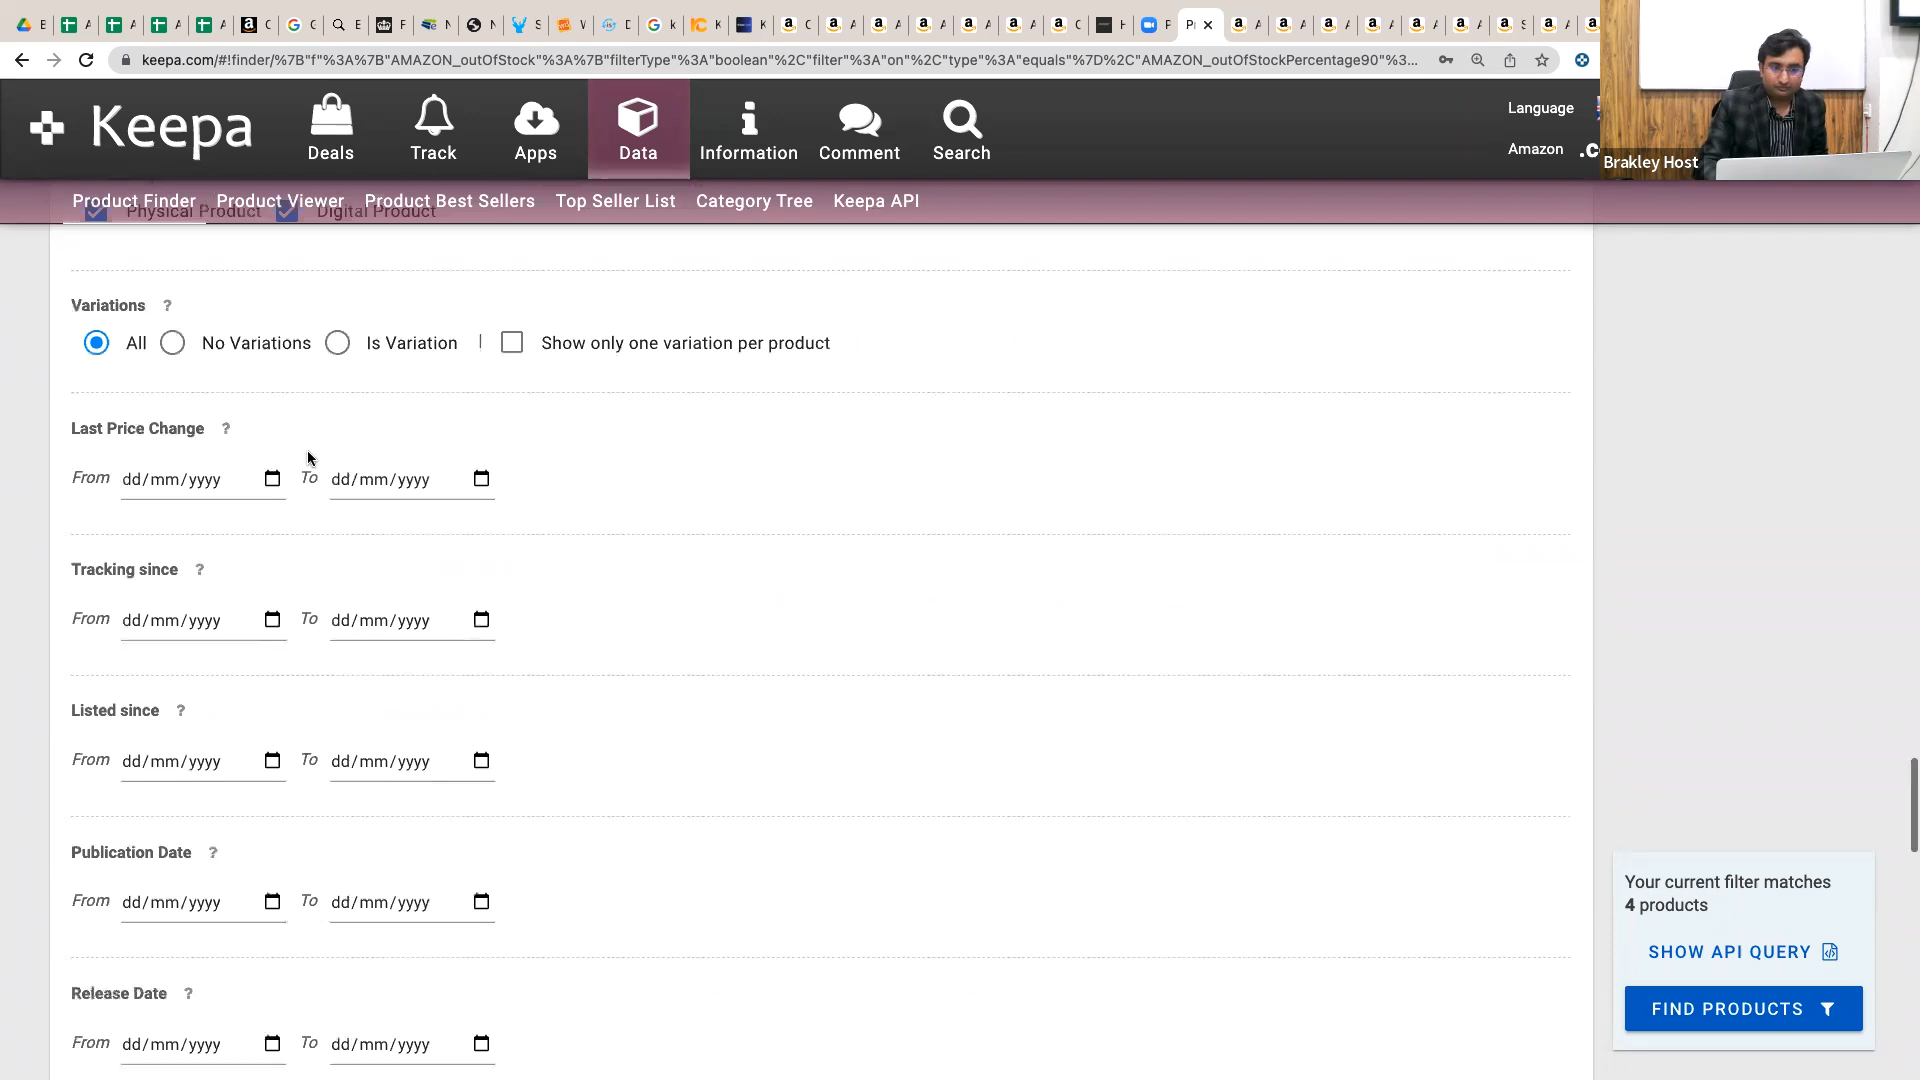 keepa.com/#!finder/%7B"f"%3A%7B"AMAZON_outOfStock"%3A%7B"filterType"%3A"boolean"%2C"filter"%3A"on"%2C"type"%3A"equals"%7D%2C"AMAZON_outOfStockPercentage90"%3...
Keepa
Deals
Track
Apps
Data
Information
Comment
Search
Language
Amazon .c
Brakley Host
Product Finder Product Viewer Product Best Sellers Top Seller List Category Tree Keepa API
Physical Product Digital Product
Variations ?
All No Variations Is Variation | Show only one variation per product
Last Price Change ?
From dd/mm/yyyy To dd/mm/yyyy
Tracking since ?
From dd/mm/yyyy To dd/mm/yyyy
Listed since ?
From dd/mm/yyyy To dd/mm/yyyy
Publication Date ?
From dd/mm/yyyy To dd/mm/yyyy
Release Date ?
From dd/mm/yyyy To dd/mm/yyyy
Your current filter matches
4 products
SHOW API QUERY
FIND PRODUCTS